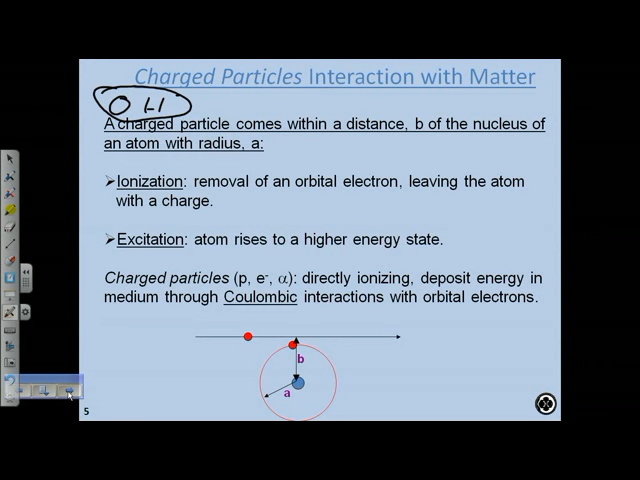 Charged Particles Interaction with Matter
A charged particle comes within a distance, b of the nucleus of
an atom with radius, a:
➢Ionization: removal of an orbital electron, leaving the atom
with a charge.
➢Excitation: atom rises to a higher energy state.
Charged particles (p, e-, α): directly ionizing, deposit energy in
medium through Coulombic interactions with orbital electrons.
b
a
5